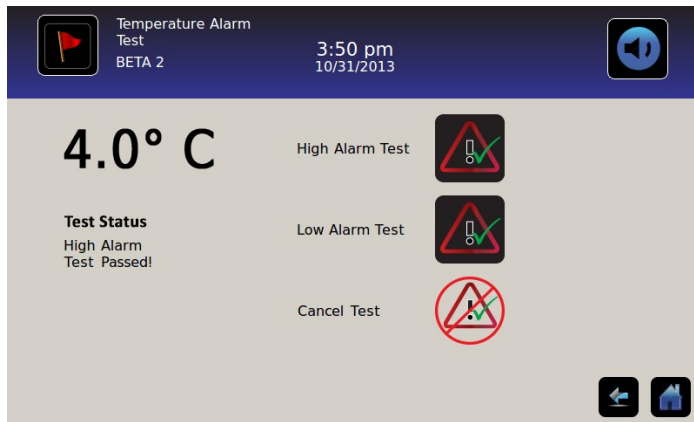 Temperature Alarm
Test
BETA 2
3:50 pm
10/31/2013
4.0° C
Test Status
High Alarm
Test Passed!
High Alarm Test
Low Alarm Test
Cancel Test